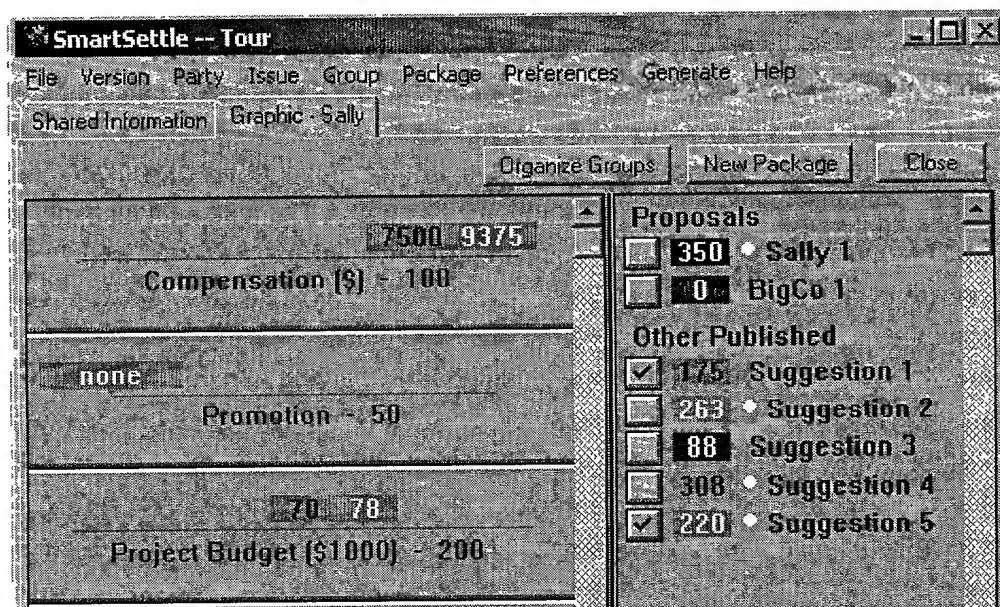 SmartSettle -- Tour
File Version Party Issue Group Package Preferences Generate Help
Shared Information Graphic - Sally
Organize Groups New Package Close
7500 9375
Compensation ($) - 100
none
Promotion - 50
70 78
Project Budget ($1000) - 200
Proposals
350 Sally 1
0 BigCo 1
Other Published
175 Suggestion 1
263 Suggestion 2
88 Suggestion 3
308 Suggestion 4
220 Suggestion 5